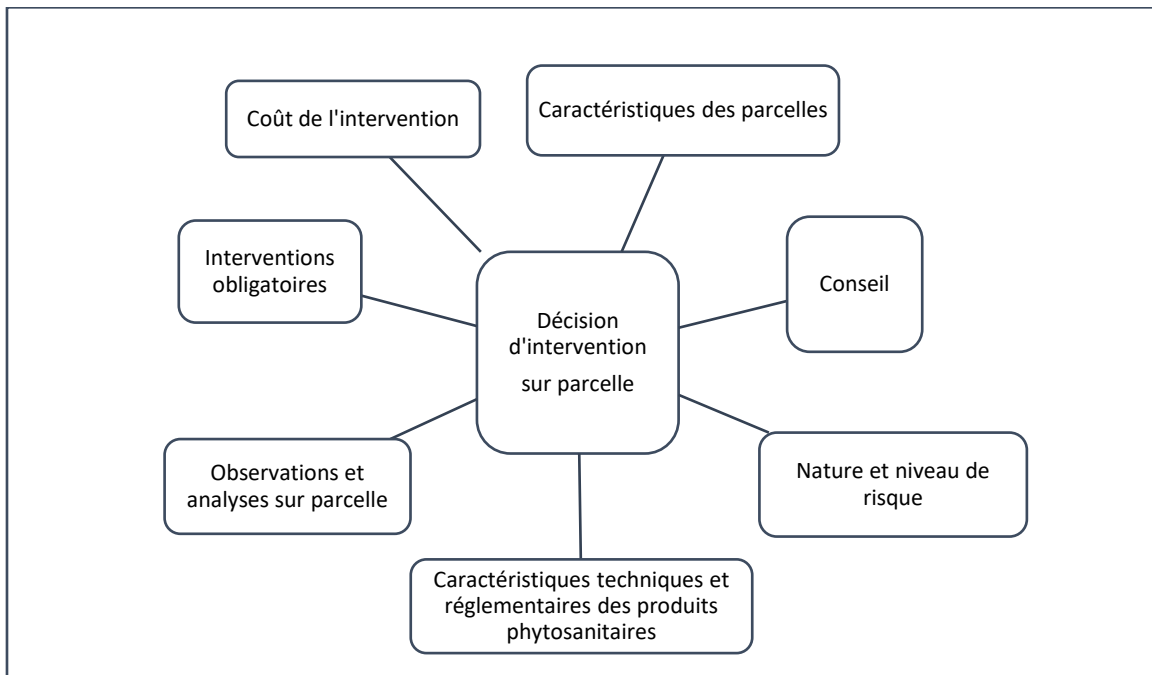 Coût de l'intervention
Caractéristiques des parcelles
Interventions
obligatoires
Conseil
Décision
d'intervention
sur parcelle
Observations et
analyses sur parcelle
Nature et niveau de
risque
Caractéristiques techniques et
réglementaires des produits
phytosanitaires